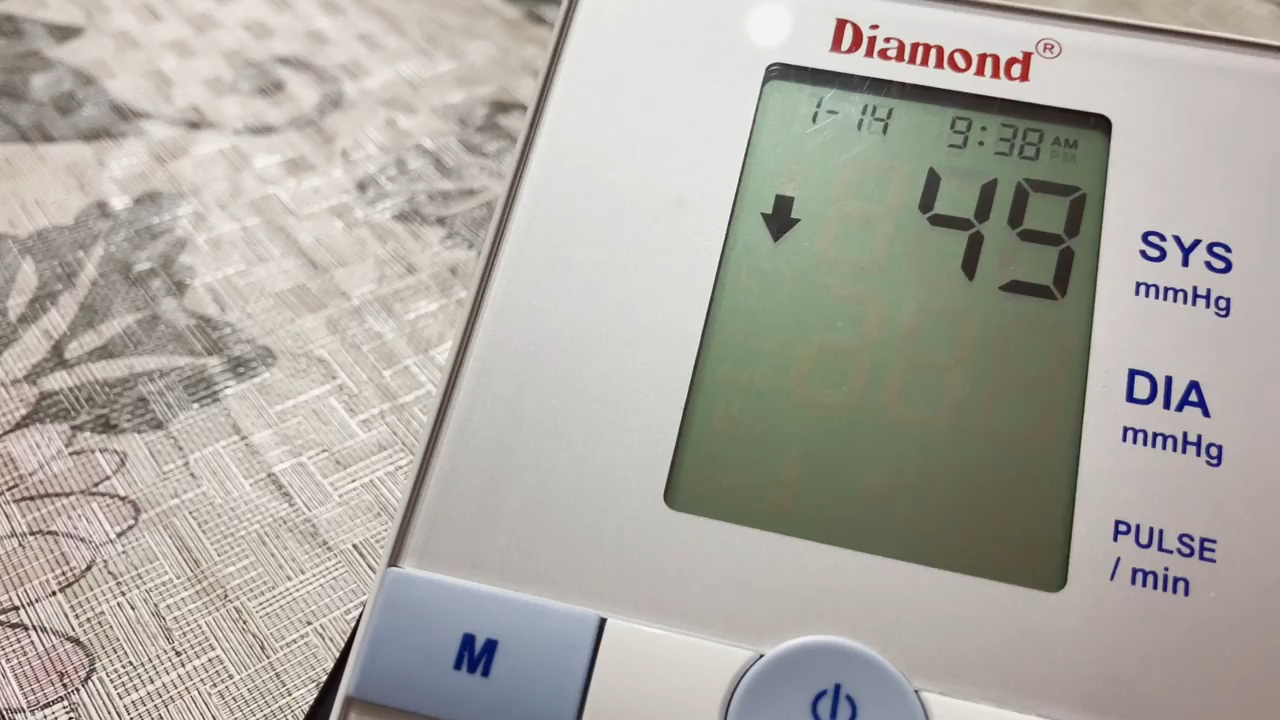 Diamond®
1-14 9:38 AM
PM
49
SYS
mmHg
DIA
mmHg
PULSE
/ min
M